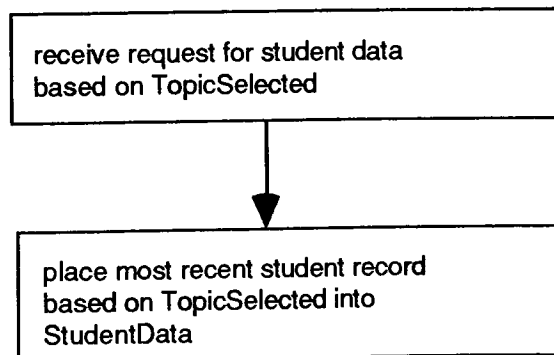 receive request for student data
based on TopicSelected
place most recent student record
based on TopicSelected into
StudentData